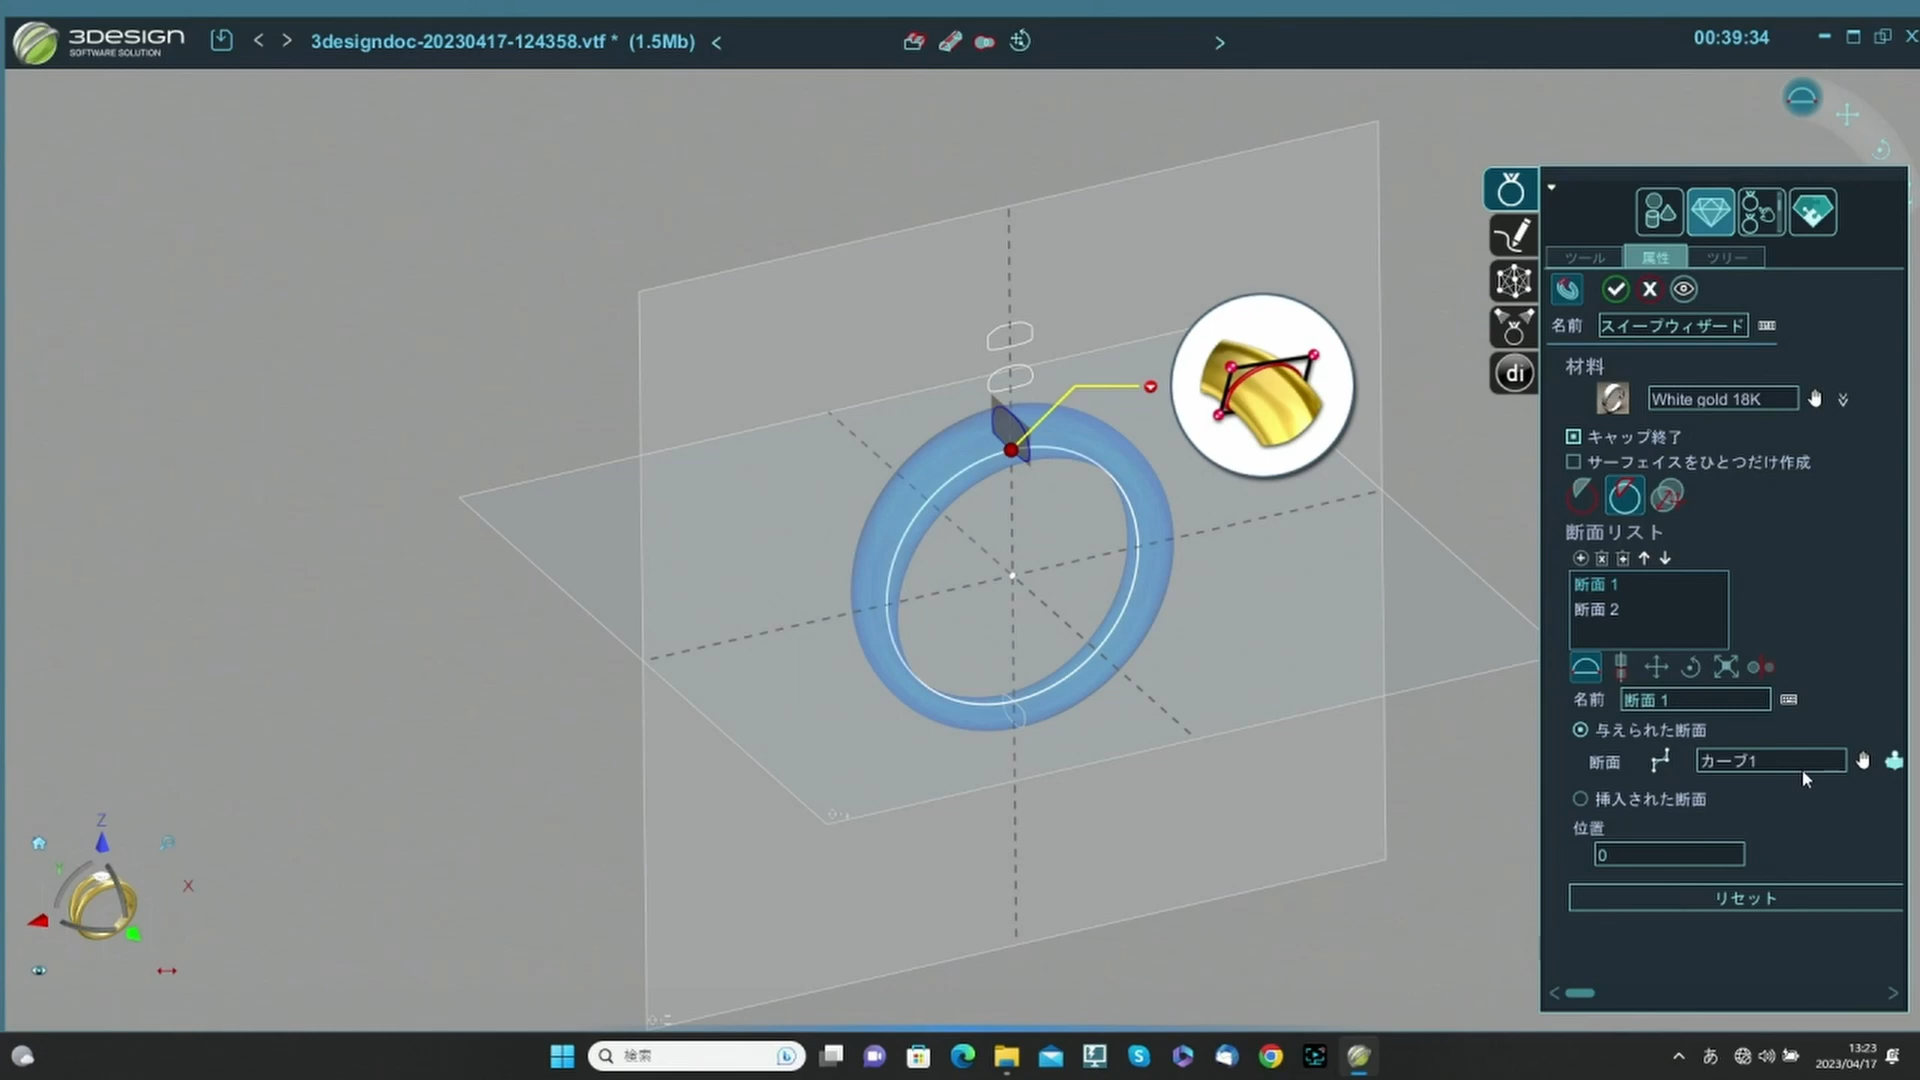 3DESIGN
SOFTWARE SOLUTION
3designdoc-20230417-124358.vtf * (1.5Mb)
00:39:34
di
ツール 属性 ツリー
名前 スイープウィザード
材料
White gold 18K
キャップ終了
サーフェイスをひとつだけ作成
断面リスト
断面 1
断面 2
名前 断面 1
与えられた断面
断面 カーブ1
挿入された断面
位置
0
リセット
Z
Y
X
検索
あ
13:23
2023/04/17